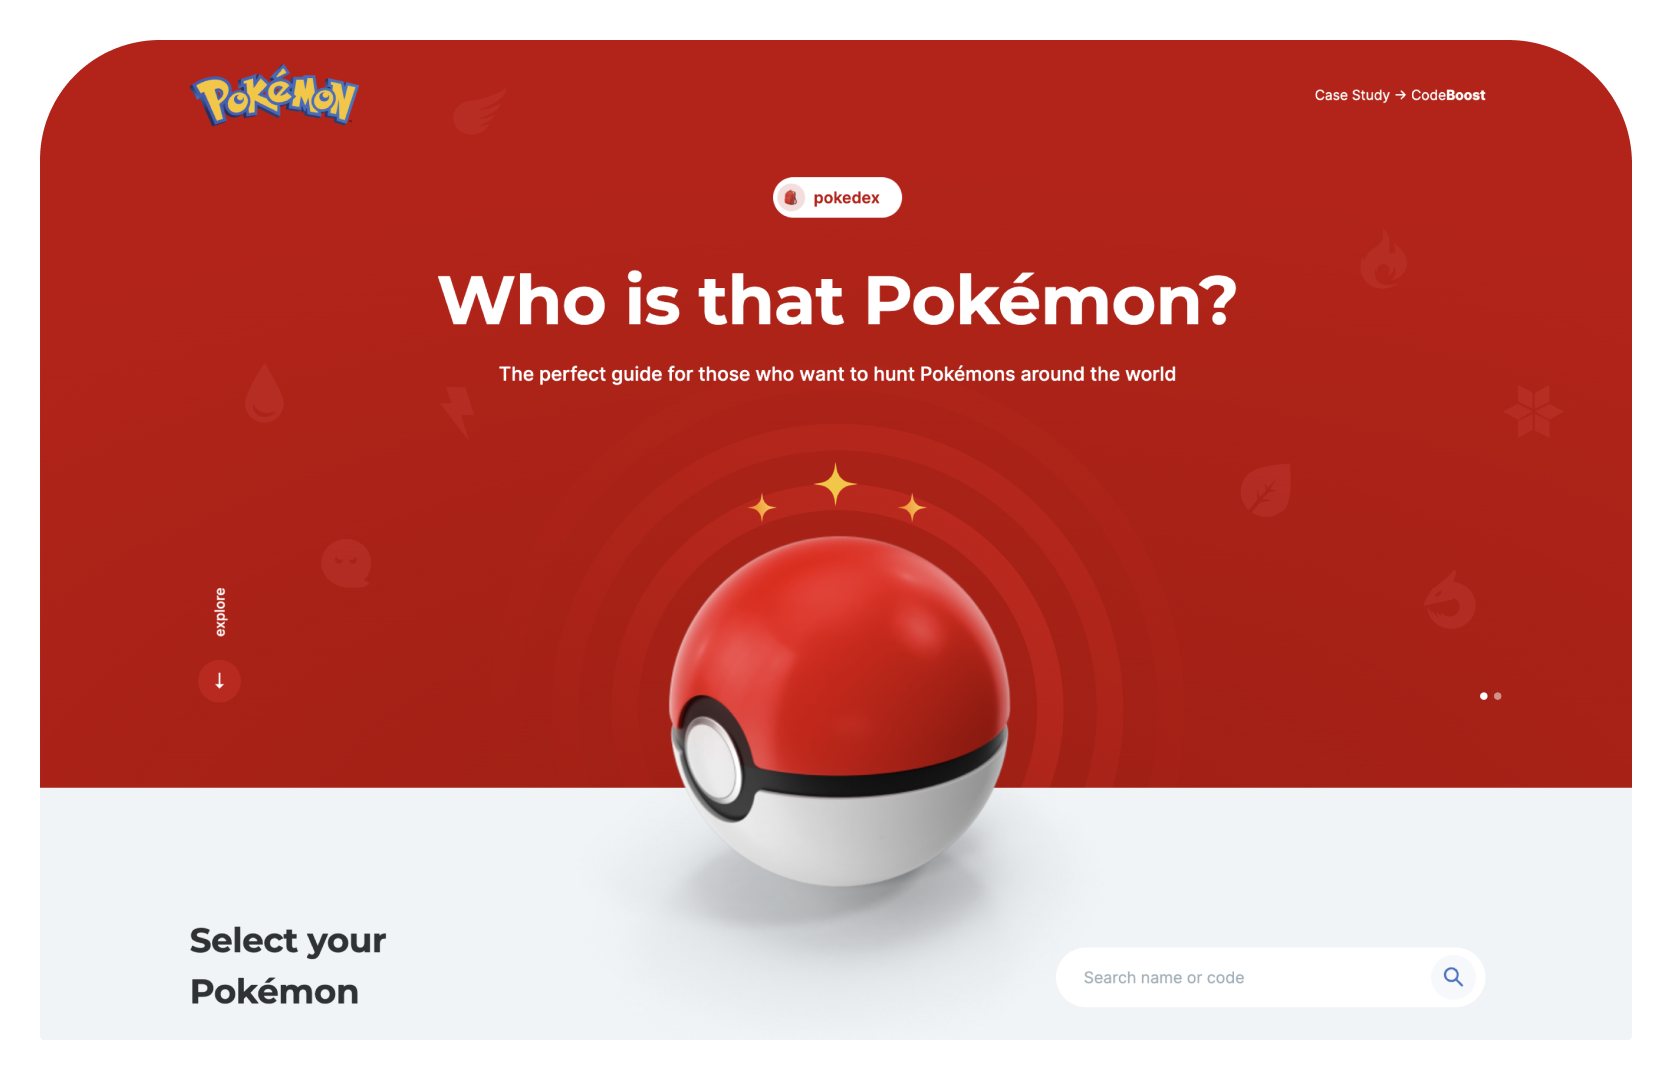 POKéMON
Case Study → CodeBoost
pokedex
Who is that Pokémon?
The perfect guide for those who want to hunt Pokémons around the world
explore
Select your
Pokémon
Search name or code